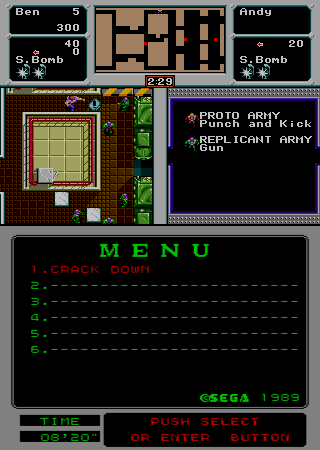 Ben 5
300
40
0
S.Bomb
2:29
Andy
20
S.Bomb
PROTO ARMY
Punch and Kick
REPLICANT ARMY
Gun
MENU
1.CRACK DOWN
2.------------------------------
3.------------------------------
4.------------------------------
5.------------------------------
6.------------------------------
©SEGA 1989
TIME
08'20"
PUSH SELECT
OR ENTER BUTTON